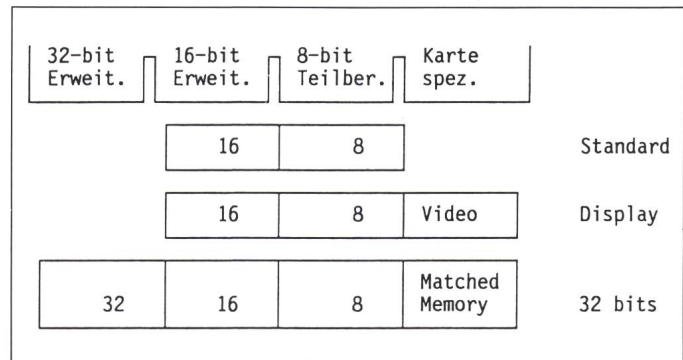 32-bit 16-bit 8-bit Karte
Erweit. Erweit. Teilber. spez.
16 8 Standard
16 8 Video Display
Matched
32 16 8 Memory 32 bits